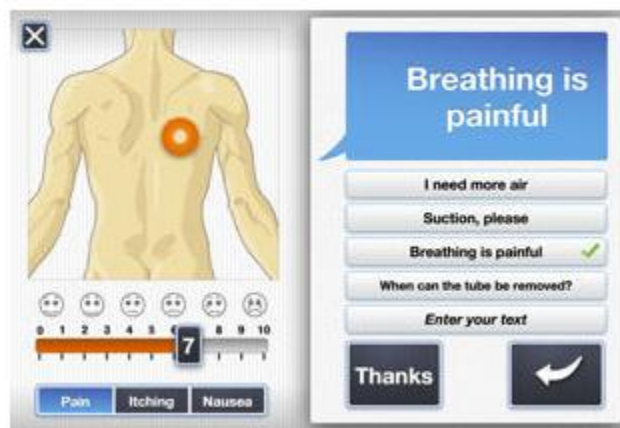 0 1 2 3 4 5 6 7 8 9 10
Pain Itching Nausea
Breathing is
painful
I need more air
Suction, please
Breathing is painful
When can the tube be removed?
Enter your text
Thanks